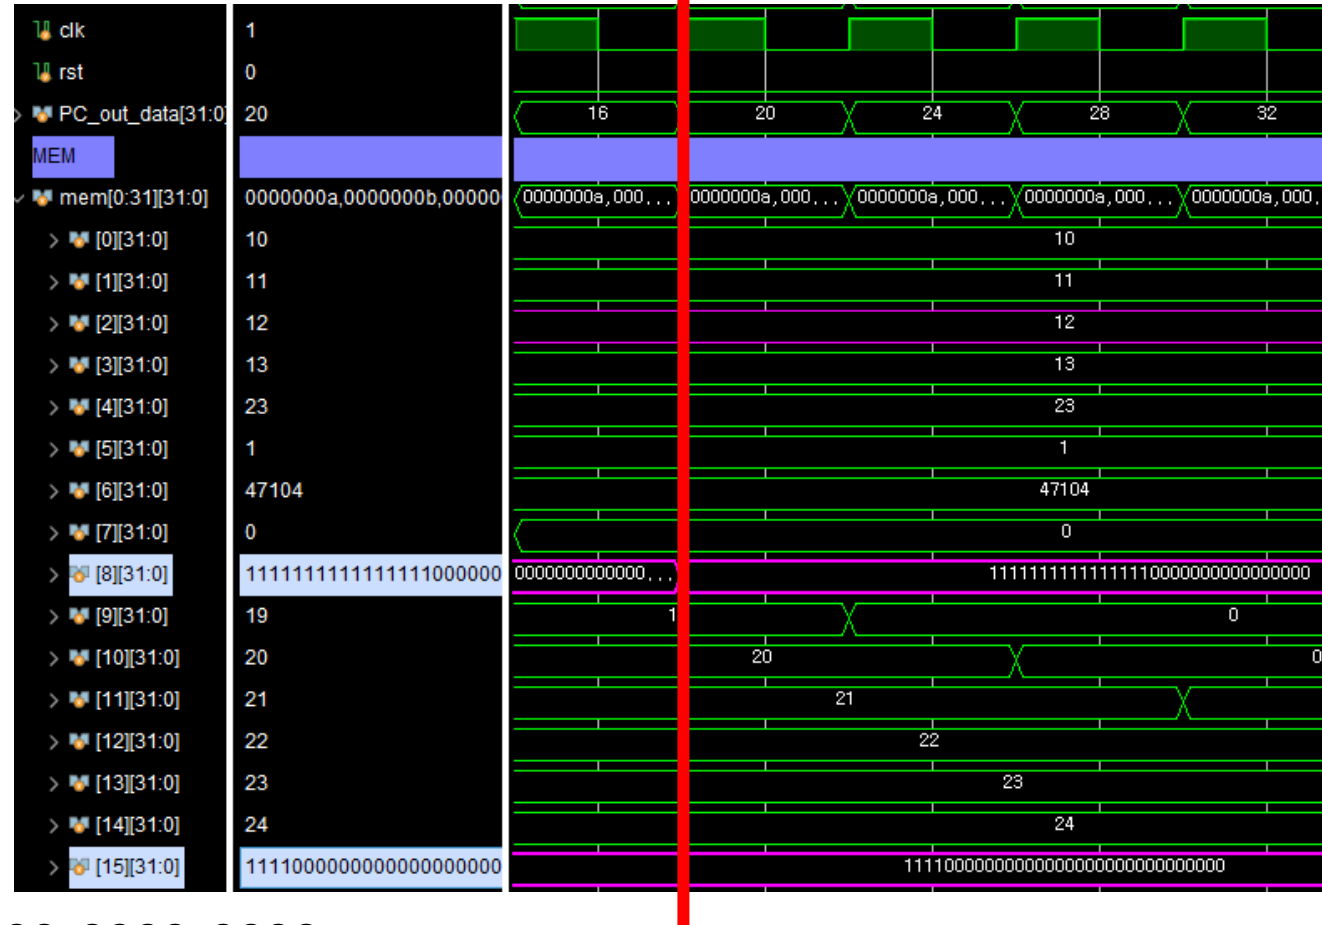 clk 1
rst 0
PC_out_data[31:0] 20 16 20 24 28 32
MEM
mem[0:31][31:0] 0000000a,0000000b,00000 0000000a,000... 0000000a,000... 0000000a,000... 0000000a,000... 0000000a,000.
[0][31:0] 10 10
[1][31:0] 11 11
[2][31:0] 12 12
[3][31:0] 13 13
[4][31:0] 23 23
[5][31:0] 1 1
[6][31:0] 47104 47104
[7][31:0] 0 0
[8][31:0] 11111111111111111000000 0000000000000... 11111111111111111000000000000000
[9][31:0] 19 1 0
[10][31:0] 20 20 0
[11][31:0] 21 21
[12][31:0] 22 22
[13][31:0] 23 23
[14][31:0] 24 24
[15][31:0] 11110000000000000000000 11110000000000000000000000000000